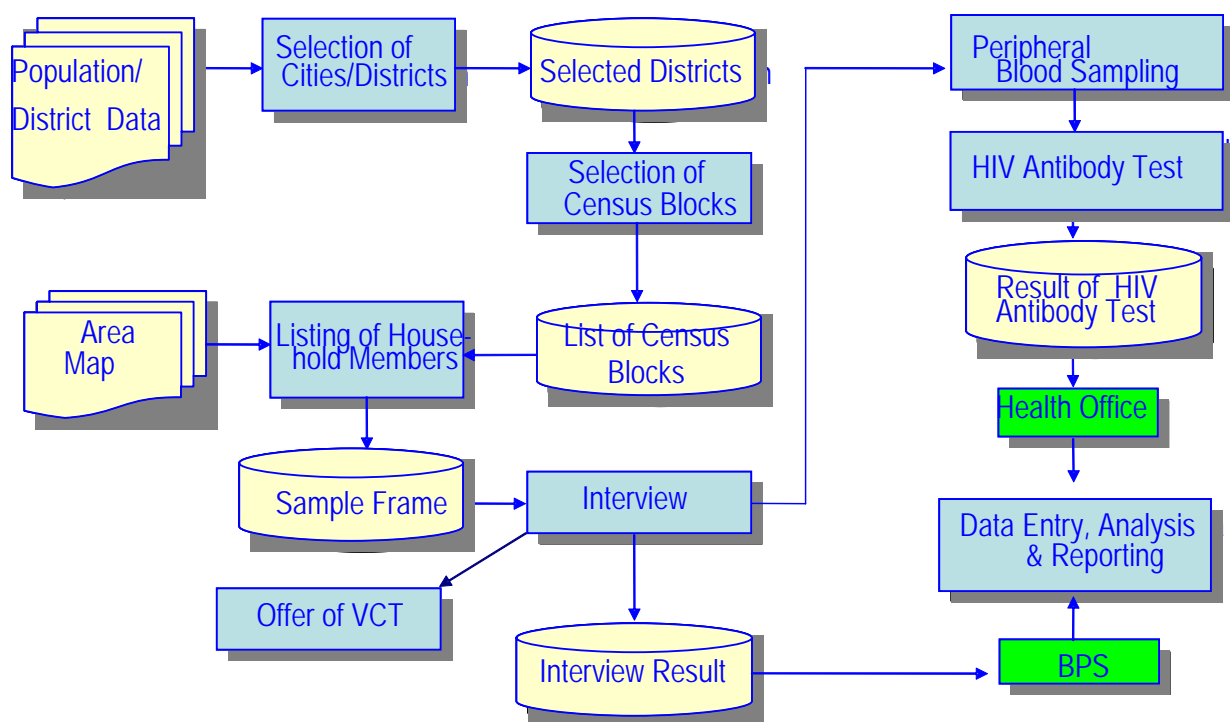 Population/
District Data
Selection of
Cities/Districts
Selected Districts
Peripheral
Blood Sampling
Selection of
Census Blocks
HIV Antibody Test
Result of HIV
Antibody Test
Area
Map
Listing of House-
hold Members
List of Census
Blocks
Health Office
Sample Frame
Interview
Data Entry, Analysis
& Reporting
Offer of VCT
Interview Result
BPS